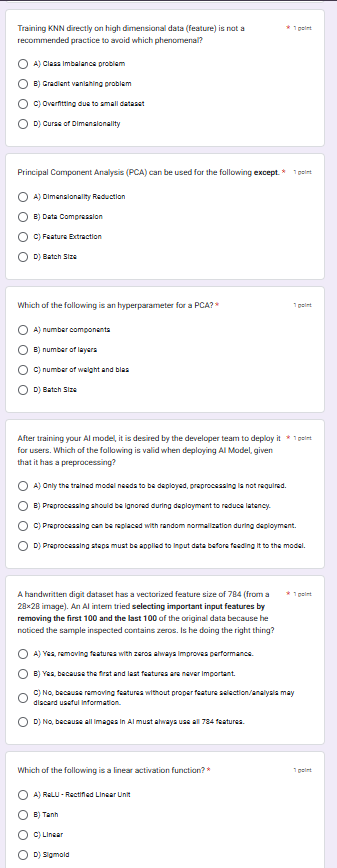 Training KNN directly on high dimensional data (feature) is not a * 1 point
recommended practice to avoid which phenomenal?
A) Class Imbalance problem
B) Gradient vanishing problem
C) Overfitting due to small dataset
D) Curse of Dimensionality
Principal Component Analysis (PCA) can be used for the following except. * 1 point
A) Dimensionality Reduction
B) Data Compression
C) Feature Extraction
D) Batch Size
Which of the following is an hyperparameter for a PCA? * 1 point
A) number components
B) number of layers
C) number of weight and bias
D) Batch Size
After training your AI model, it is desired by the developer team to deploy it * 1 point
for users. Which of the following is valid when deploying AI Model, given
that it has a preprocessing?
A) Only the trained model needs to be deployed, preprocessing is not required.
B) Preprocessing should be ignored during deployment to reduce latency.
C) Preprocessing can be replaced with random normalization during deployment.
D) Preprocessing steps must be applied to input data before feeding it to the model.
A handwritten digit dataset has a vectorized feature size of 784 (from a * 1 point
28×28 image). An AI intern tried selecting important input features by
removing the first 100 and the last 100 of the original data because he
noticed the sample inspected contains zeros. Is he doing the right thing?
A) Yes, removing features with zeros always improves performance.
B) Yes, because the first and last features are never important.
C) No, because removing features without proper feature selection/analysis may
discard useful information.
D) No, because all images in AI must always use all 784 features.
Which of the following is a linear activation function? * 1 point
A) ReLU - Rectified Linear Unit
B) Tanh
C) Linear
D) Sigmoid